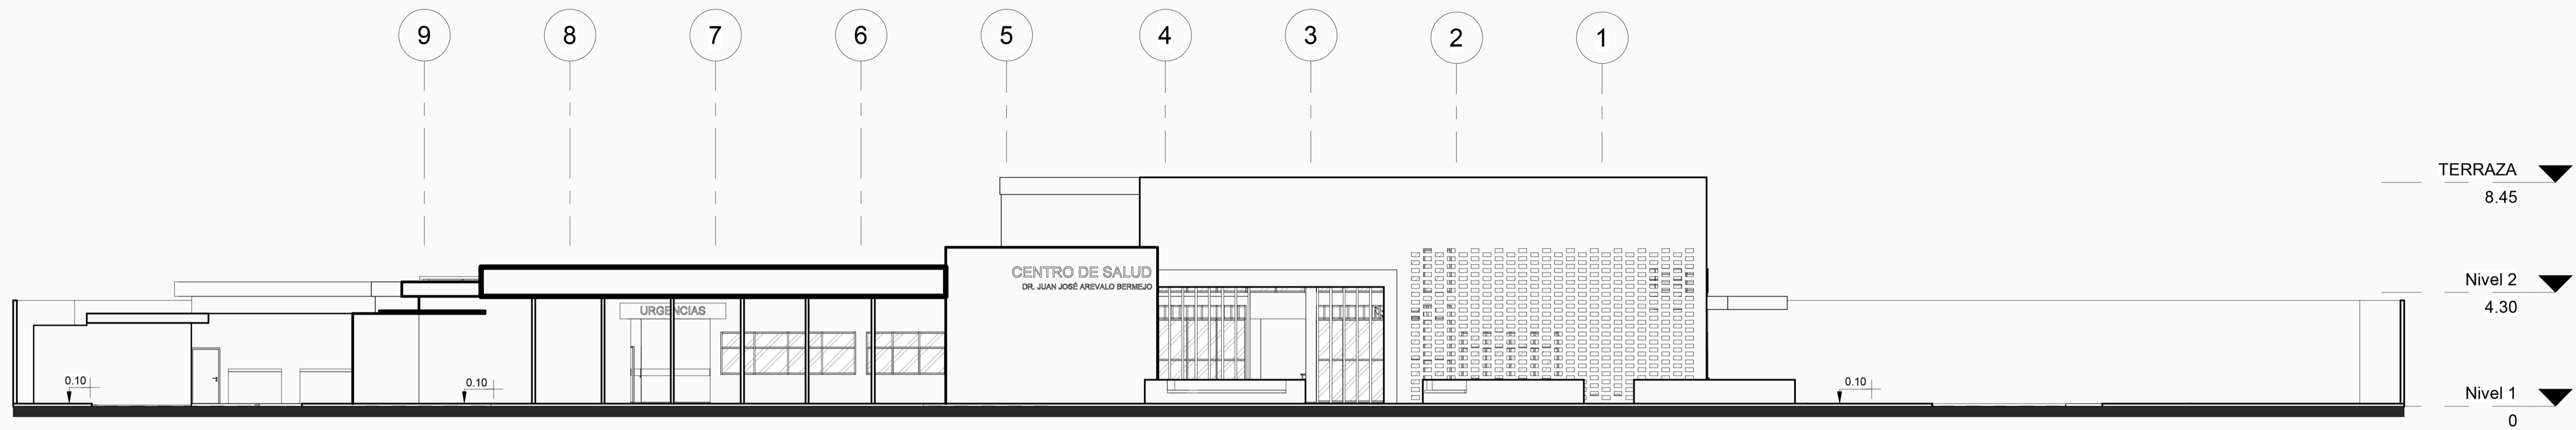 9 8 7 6 5 4 3 2 1
TERRAZA
8.45
CENTRO DE SALUD
DR. JUAN JOSÉ AREVALO BERMEJO
Nivel 2
4.30
URGENCIAS
0.10 0.10 0.10
Nivel 1
0